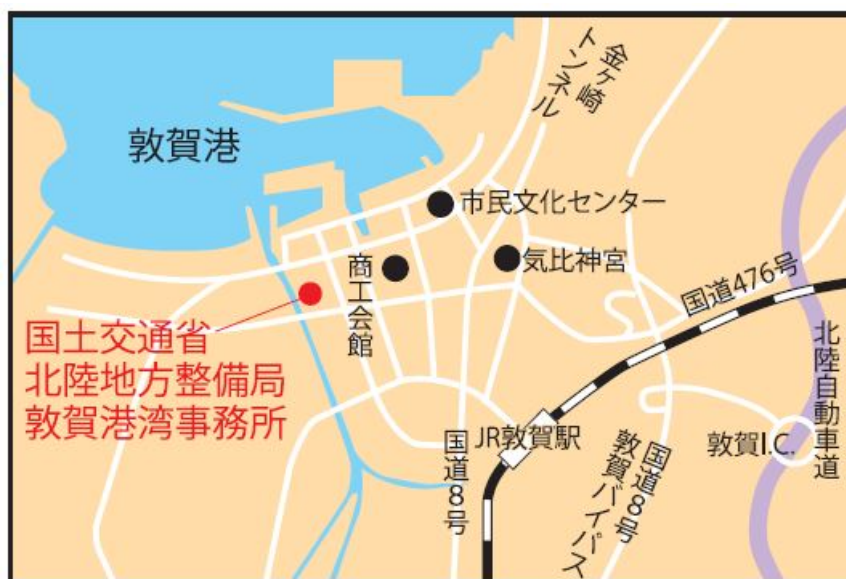 金ヶ崎
トンネル
敦賀港
市民文化センター
気比神宮
商工会館
国道476号
国土交通省
北陸地方整備局
敦賀港湾事務所
北陸自動車道
JR敦賀駅
敦賀I.C.
国道8号
国道8号
敦賀バイパス